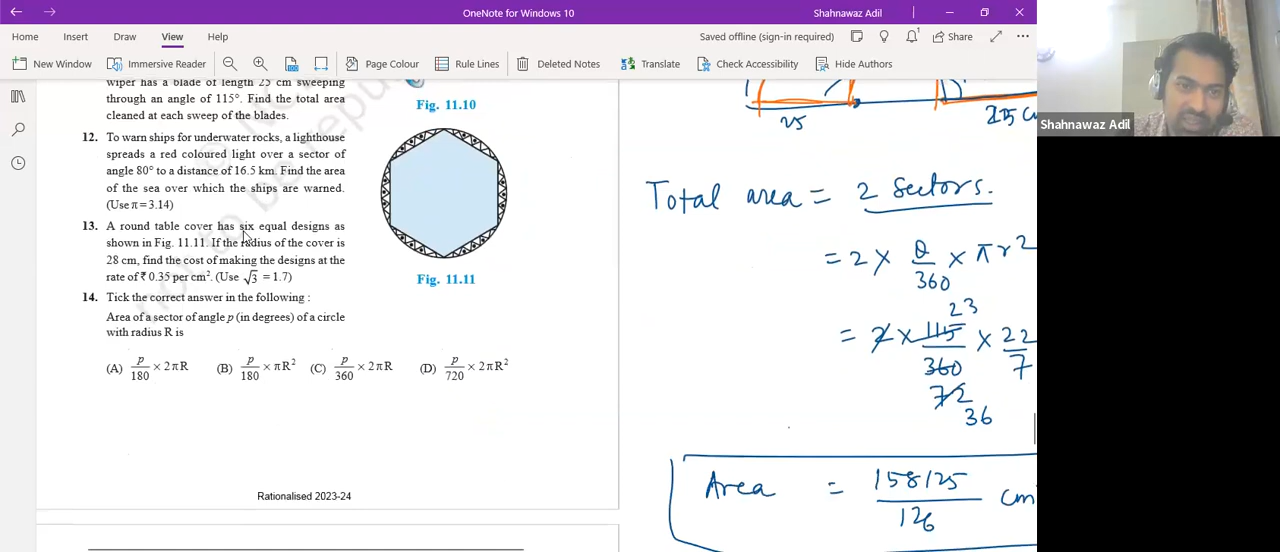 OneNote for Windows 10
Shahnawaz Adil
Home Insert Draw View Help
Saved offline (sign-in required)
Share
New Window
Immersive Reader
Page Colour
Rule Lines
Deleted Notes
Translate
Check Accessibility
Hide Authors
wiper has a blade of length 25 cm sweeping
through an angle of 115°. Find the total area
cleaned at each sweep of the blades.
Fig. 11.10
12. To warn ships for underwater rocks, a lighthouse
spreads a red coloured light over a sector of
angle 80° to a distance of 16.5 km. Find the area
of the sea over which the ships are warned.
(Use π = 3.14)
13. A round table cover has six equal designs as
shown in Fig. 11.11. If the radius of the cover is
28 cm, find the cost of making the designs at the
rate of ₹ 0.35 per cm². (Use √3 = 1.7)
Fig. 11.11
14. Tick the correct answer in the following :
Area of a sector of angle p (in degrees) of a circle
with radius R is
(A) p/180 × 2πR (B) p/180 × πR² (C) p/360 × 2πR (D) p/720 × 2πR²
Rationalised 2023-24
25
Total area = 2 sectors.
= 2 × θ/360 × πr²
23
= 2 × 115/360 × 22/7
72
36
Area = 158125/126 cm
Shahnawaz Adil